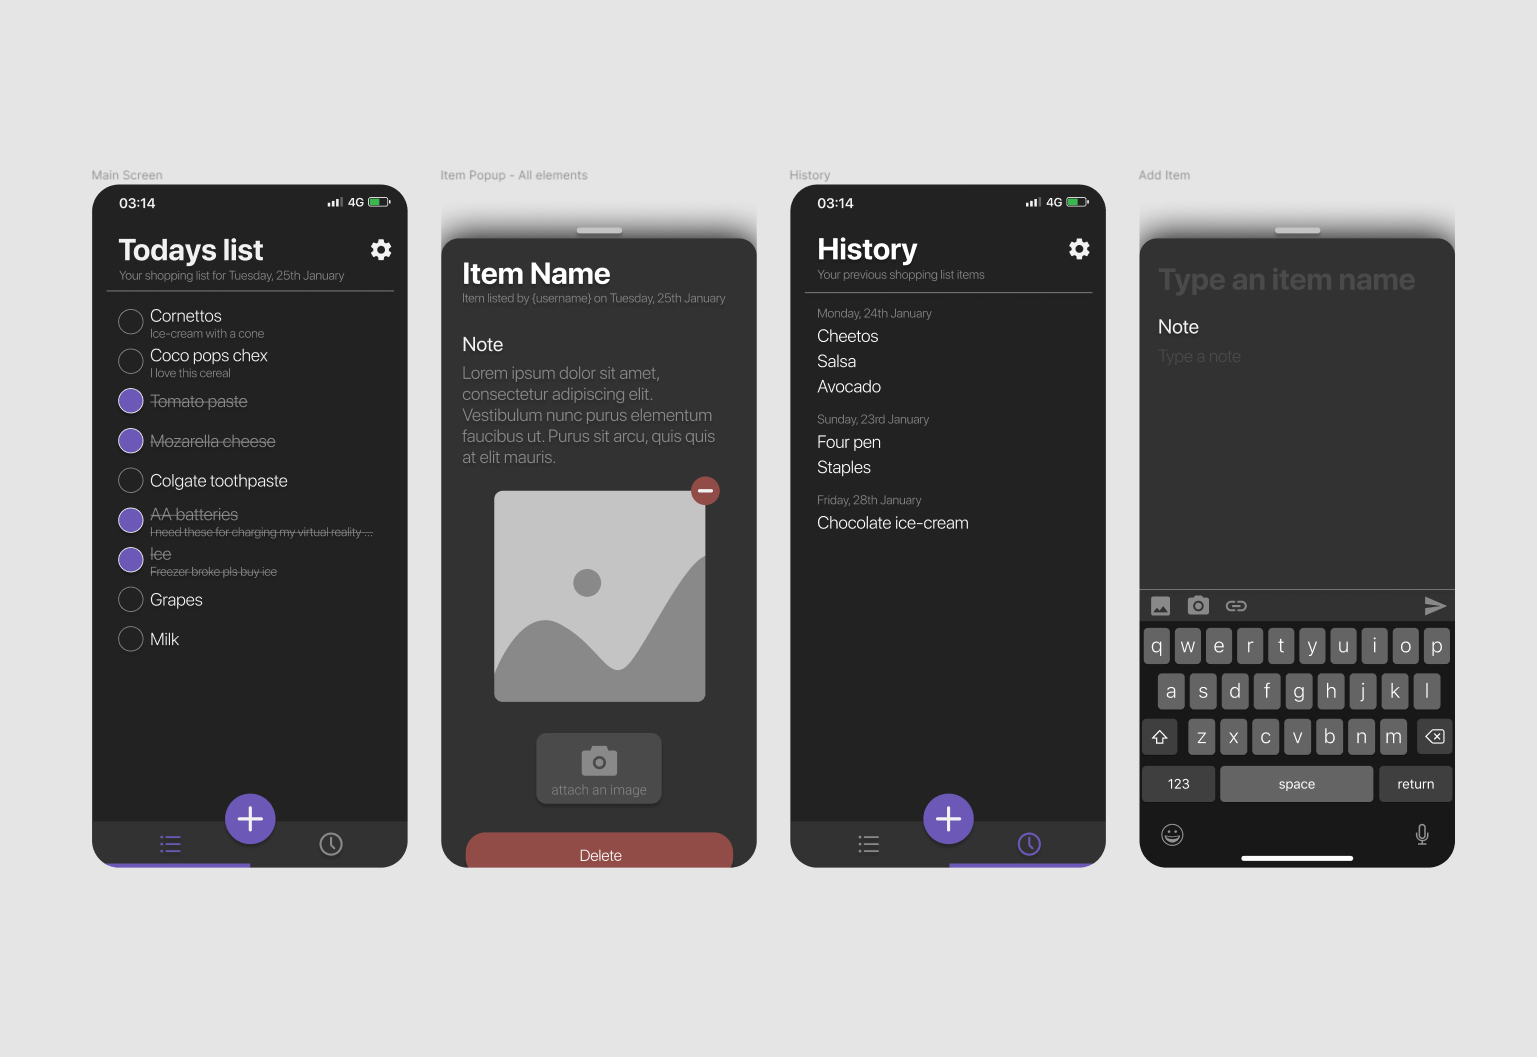 Main Screen
03:14
4G
Todays list
Your shopping list for Tuesday, 25th January
Cornettos
Ice-cream with a cone
Coco pops chex
I love this cereal
Tomato paste
Mozarella cheese
Colgate toothpaste
AA batteries
I need these for charging my virtual reality ...
Ice
Freezer broke pls buy ice
Grapes
Milk
Item Popup - All elements
Item Name
Item listed by {username} on Tuesday, 25th January
Note
Lorem ipsum dolor sit amet,
consectetur adipiscing elit.
Vestibulum nunc purus elementum
faucibus ut. Purus sit arcu, quis quis
at elit mauris.
attach an image
Delete
History
03:14
4G
History
Your previous shopping list items
Monday, 24th January
Cheetos
Salsa
Avocado
Sunday, 23rd January
Four pen
Staples
Friday, 28th January
Chocolate ice-cream
Add Item
Type an item name
Note
Type a note
q w e r t y u i o p
a s d f g h j k l
z x c v b n m
123 space return